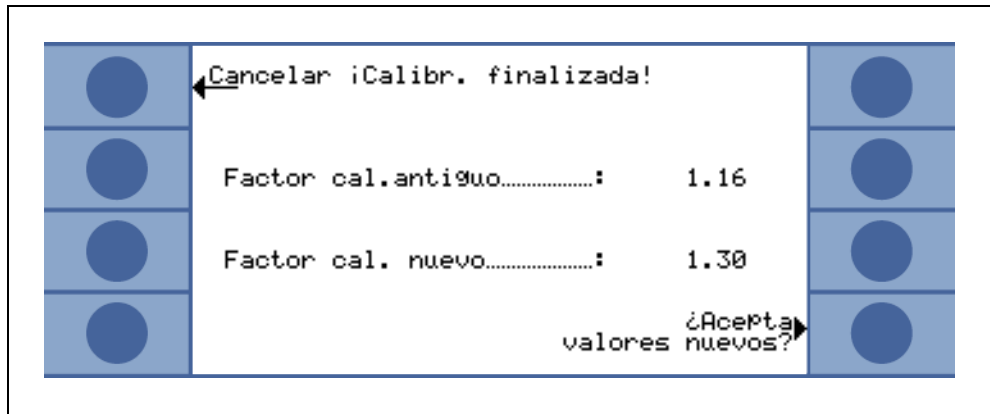 Cancelar ¡Calibr. finalizada!
Factor cal.antiguo.................: 1.16
Factor cal. nuevo....................: 1.30
¿Acepta
valores nuevos?